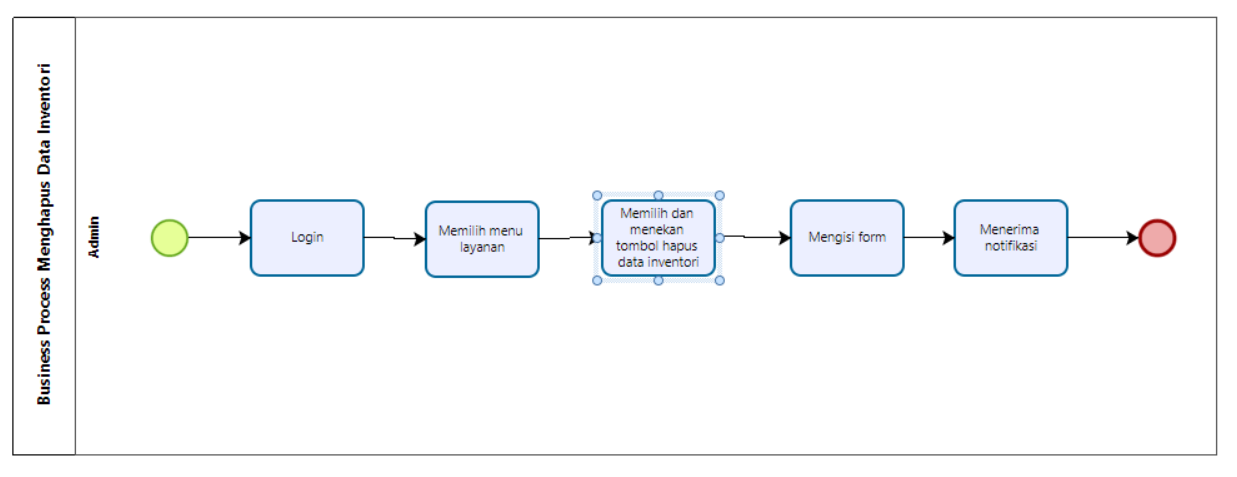 Business Process Menghapus Data Inventori
Admin
Login
Memilih menu
layanan
Memilih dan
menekan
tombol hapus
data inventori
Mengisi form
Menerima
notifikasi